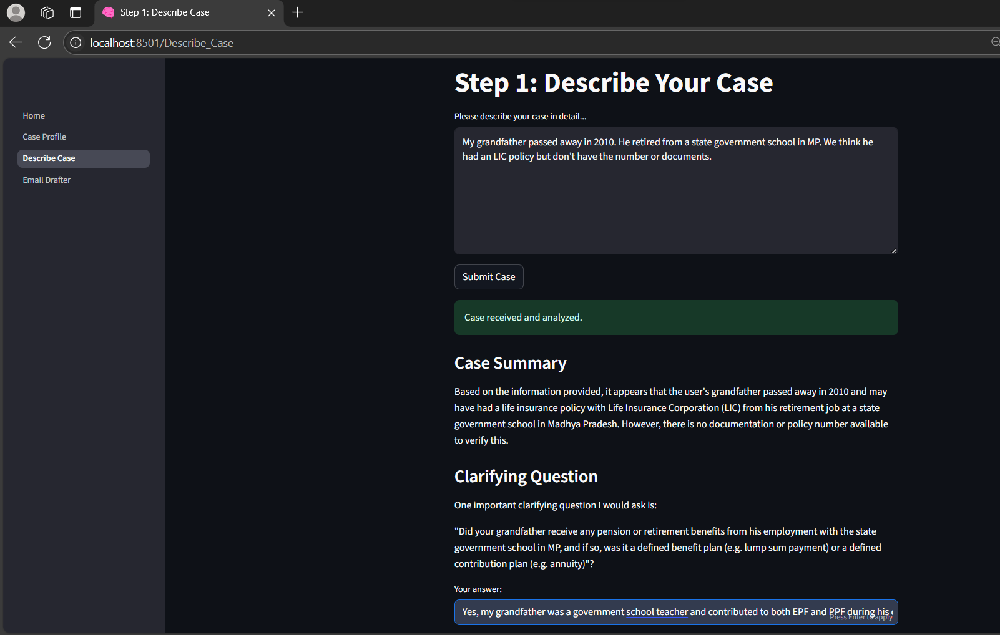 Step 1: Describe Case
localhost:8501/Describe_Case
Home
Case Profile
Describe Case
Email Drafter
Step 1: Describe Your Case
Please describe your case in detail...
My grandfather passed away in 2010. He retired from a state government school in MP. We think he
had an LIC policy but don’t have the number or documents.
Submit Case
Case received and analyzed.
Case Summary
Based on the information provided, it appears that the user's grandfather passed away in 2010 and may
have had a life insurance policy with Life Insurance Corporation (LIC) from his retirement job at a state
government school in Madhya Pradesh. However, there is no documentation or policy number available
to verify this.
Clarifying Question
One important clarifying question I would ask is:
"Did your grandfather receive any pension or retirement benefits from his employment with the state
government school in MP, and if so, was it a defined benefit plan (e.g. lump sum payment) or a defined
contribution plan (e.g. annuity)"?
Your answer:
Yes, my grandfather was a government school teacher and contributed to both EPF and PPF during his
Press Enter to apply